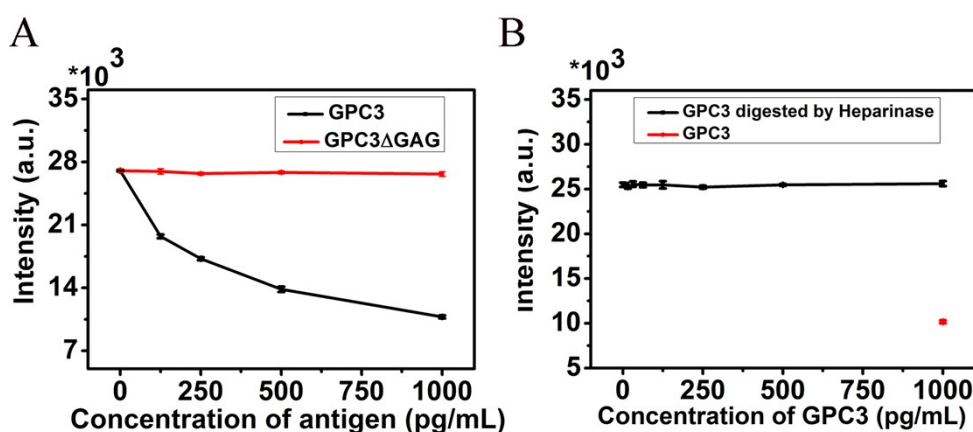 A
*10³
35
28
21
14
7
Intensity (a.u.)
GPC3
GPC3ΔGAG
0 250 500 750 1000
Concentration of antigen (pg/mL)
B
*10³
35
30
25
20
15
10
5
Intensity (a.u.)
GPC3 digested by Heparinase
GPC3
0 250 500 750 1000
Concentration of GPC3 (pg/mL)